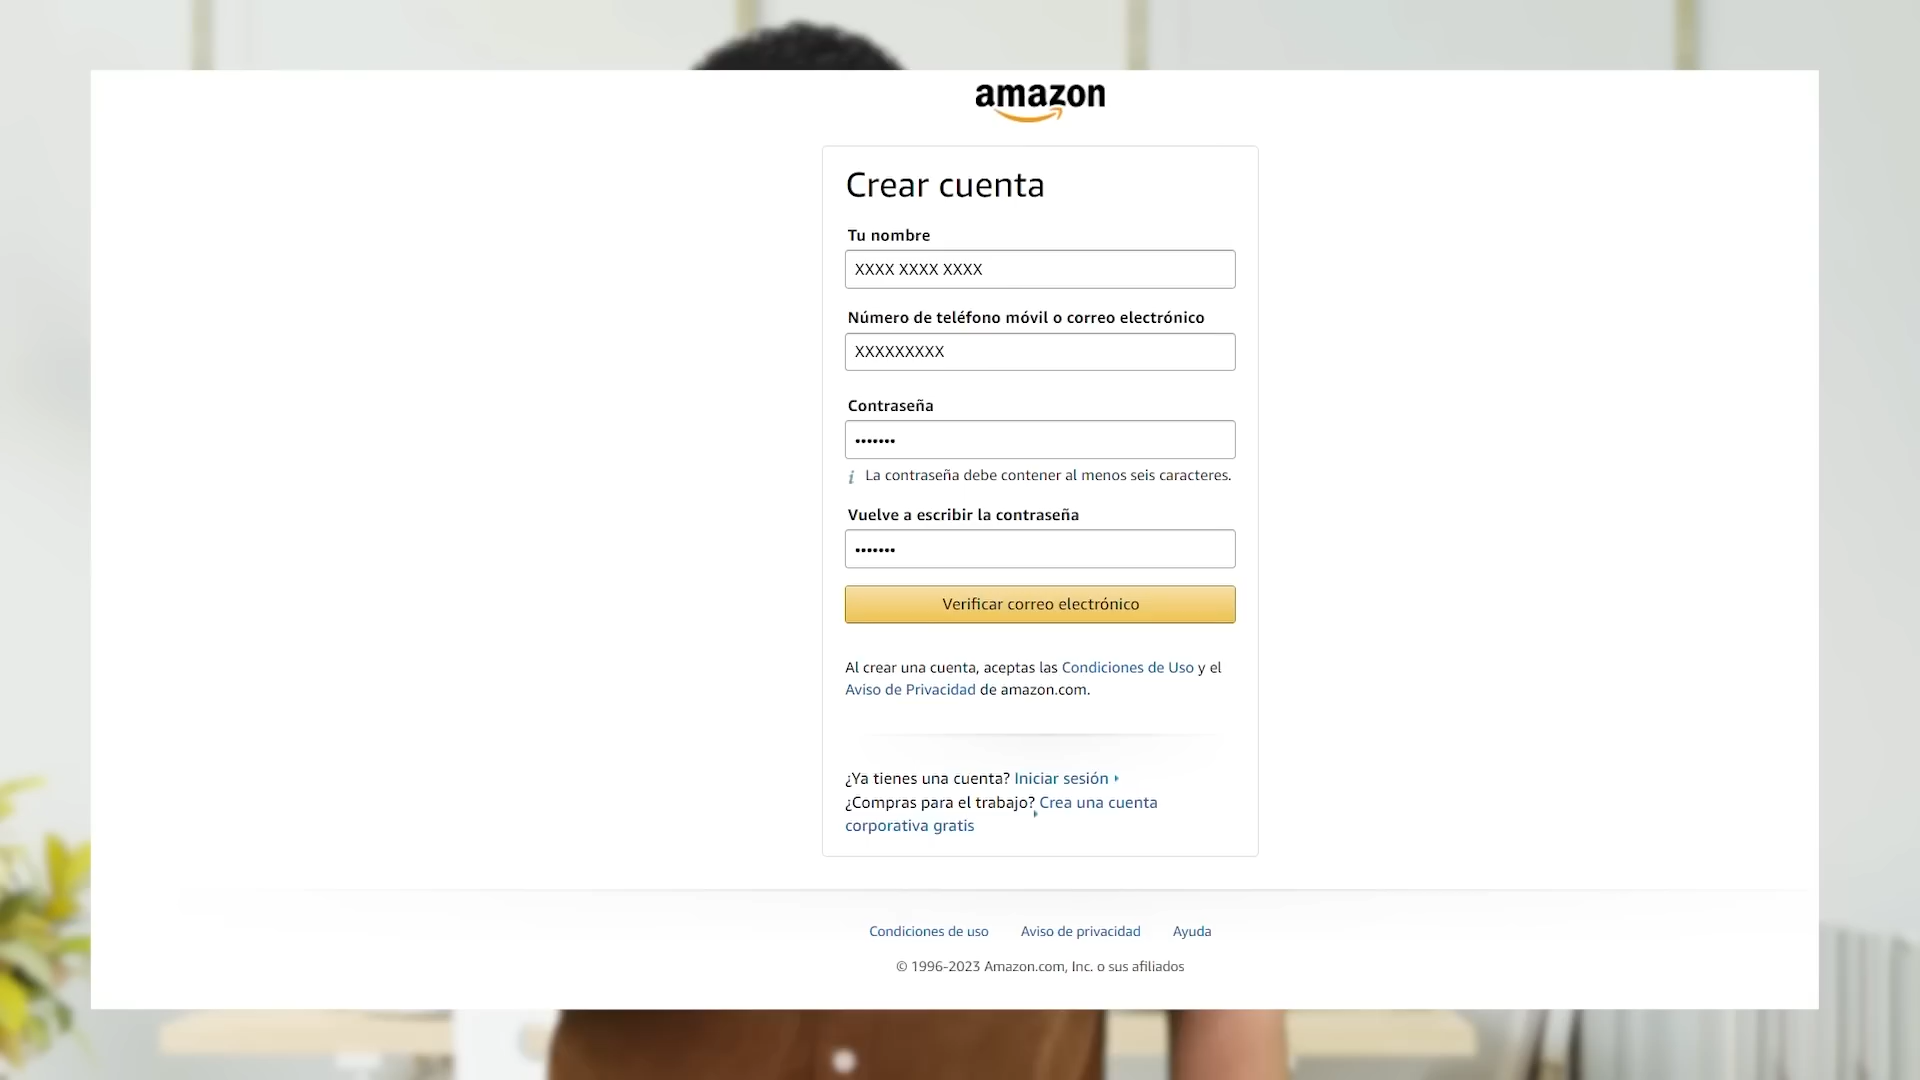 amazon
Crear cuenta
Tu nombre
XXXX XXXX XXXX
Número de teléfono móvil o correo electrónico
XXXXXXXXX
Contraseña
•••••••
i La contraseña debe contener al menos seis caracteres.
Vuelve a escribir la contraseña
•••••••
Verificar correo electrónico
Al crear una cuenta, aceptas las Condiciones de Uso y el
Aviso de Privacidad de amazon.com.
¿Ya tienes una cuenta? Iniciar sesión
¿Compras para el trabajo? Crea una cuenta
corporativa gratis
Condiciones de uso Aviso de privacidad Ayuda
© 1996-2023 Amazon.com, Inc. o sus afiliados